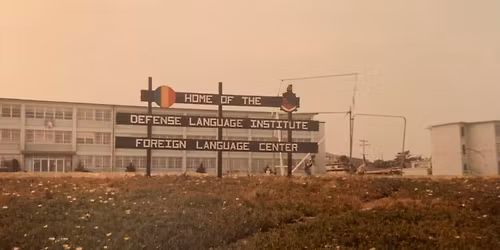 HOME OF THE
DEFENSE LANGUAGE INSTITUTE
FOREIGN LANGUAGE CENTER